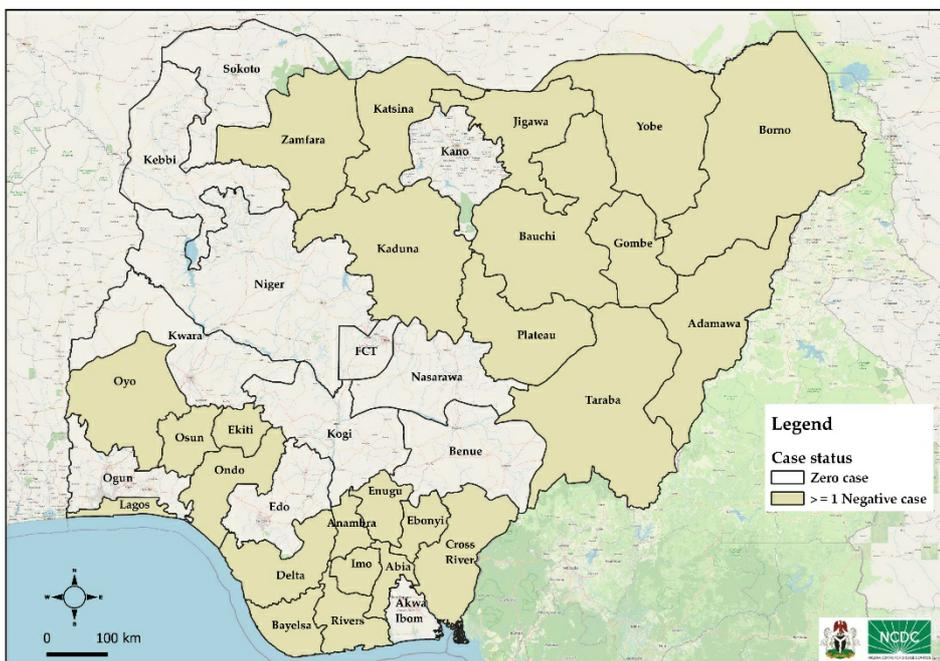 Sokoto
Katsina
Jigawa
Yobe
Borno
Zamfara
Kano
Kebbi
Bauchi
Gombe
Kaduna
Niger
Adamawa
Kwara
Plateau
FCT
Nasarawa
Oyo
Taraba
Osun
Ekiti
Kogi
Benue
Ondo
Ogun
Lagos
Edo
Enugu
Anambra
Ebonyi
Cross
River
Imo
Abia
Delta
Akwa
Ibom
Bayelsa
Rivers
Legend
Case status
Zero case
>= 1 Negative case
N
W
E
S
0 100 km
NCDC